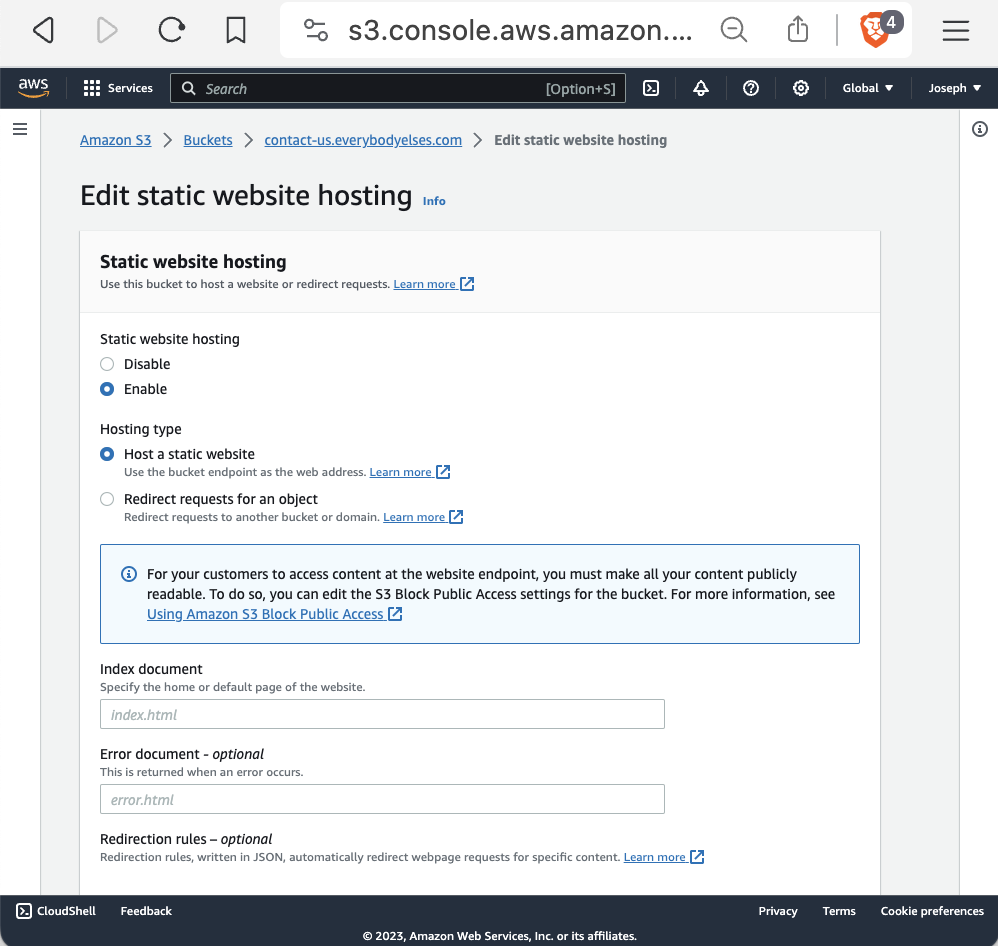 s3.console.aws.amazon....
4
aws
Services
Search
[Option+S]
Global
Joseph
Amazon S3 > Buckets > contact-us.everybodyelses.com > Edit static website hosting
Edit static website hosting Info
Static website hosting
Use this bucket to host a website or redirect requests. Learn more
Static website hosting
Disable
Enable
Hosting type
Host a static website
Use the bucket endpoint as the web address. Learn more
Redirect requests for an object
Redirect requests to another bucket or domain. Learn more
For your customers to access content at the website endpoint, you must make all your content publicly
readable. To do so, you can edit the S3 Block Public Access settings for the bucket. For more information, see
Using Amazon S3 Block Public Access
Index document
Specify the home or default page of the website.
index.html
Error document - optional
This is returned when an error occurs.
error.html
Redirection rules – optional
Redirection rules, written in JSON, automatically redirect webpage requests for specific content. Learn more
CloudShell Feedback Privacy Terms Cookie preferences
© 2023, Amazon Web Services, Inc. or its affiliates.